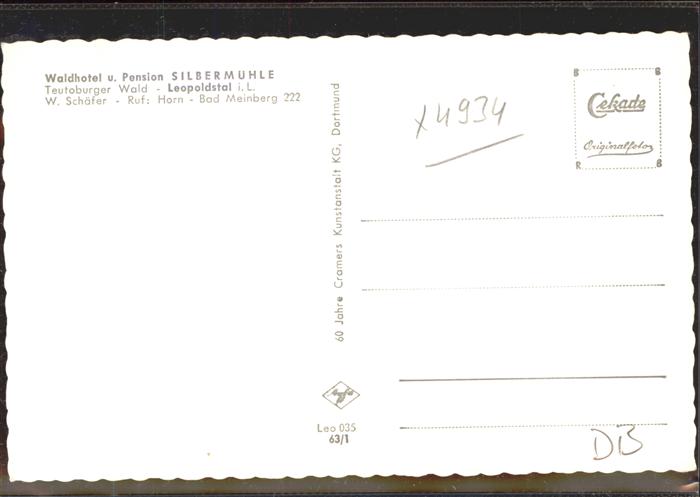 Waldhotel u. Pension SILBERMÜHLE
Teutoburger Wald - Leopoldstal i. L.
W. Schäfer - Ruf: Horn - Bad Meinberg 222
60 Jahre Cramers Kunstanstalt KG, Dortmund
Leo 035
63/1
x4934
B B
Cekade
Originalfoto
R B
DB